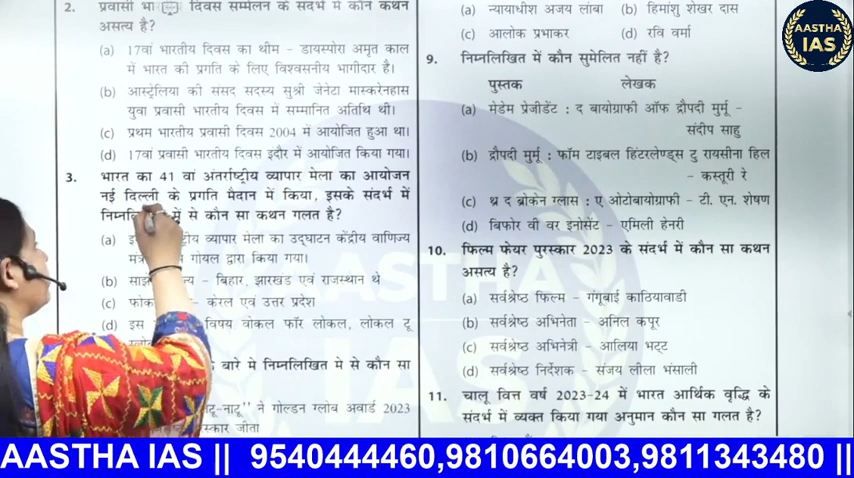 2. प्रवासी भा दिवस सम्मेलन के संदर्भ में कौन कथन
असत्य है?
(a) 17वां भारतीय दिवस का थीम – डायस्पोरा अमृत काल
में भारत की प्रगति के लिए विश्वसनीय भागीदार है।
(b) आस्ट्रेलिया की संसद सदस्य सुश्री जेनेटा मास्करेनहास
युवा प्रवासी भारतीय दिवस में सम्मानित अतिथि थी।
(c) प्रथम भारतीय प्रवासी दिवस 2004 में आयोजित हुआ था।
(d) 17वां प्रवासी भारतीय दिवस इंदौर में आयोजित किया गया।
3. भारत का 41 वां अंतर्राष्ट्रीय व्यापार मेला का आयोजन
नई दिल्ली के प्रगति मैदान में किया, इसके संदर्भ में
में से कौन सा कथन गलत है?
(a) व्यापार मेला का उद्घाटन केंद्रीय वाणिज्य
गोयल द्वारा किया गया।
(b) – बिहार, झारखंड एवं राजस्थान थे
(c) – केरल एवं उत्तर प्रदेश
(d) इस विषय वोकल फॉर लोकल, लोकल टू
बारे में निम्नलिखित मे से कौन सा
नाटू'' ने गोल्डन ग्लोब अवार्ड 2023
जीता
(a) न्यायाधीश अजय लांबा (b) हिमांशु शेखर दास
(c) आलोक प्रभाकर (d) रवि वर्मा
9. निम्नलिखित में कौन सुमेलित नहीं है?
पुस्तक लेखक
(a) मेडेम प्रेजीडेंट : द बायोग्राफी ऑफ द्रौपदी मुर्मू –
संदीप साहु
(b) द्रौपदी मुर्मू : फॉम टाइबल हिंटरलेण्ड्स टु रायसीना हिल
– कस्तूरी रे
(c) थ्र द ब्रोकेन ग्लास : ए ओटोबायोग्राफी - टी. एन. शेषण
(d) बिफोर वी वर इनोसेंट – एमिली हेनरी
10. फिल्म फेयर पुरस्कार 2023 के संदर्भ में कौन सा कथन
असत्य है?
(a) सर्वश्रेष्ठ फिल्म – गंगूबाई काठियावाडी
(b) सर्वश्रेष्ठ अभिनेता – अनिल कपूर
(c) सर्वश्रेष्ठ अभिनेत्री – आलिया भट्ट
(d) सर्वश्रेष्ठ निर्देशक – संजय लीला भंसाली
11. चालू वित्त वर्ष 2023-24 में भारत आर्थिक वृद्धि के
संदर्भ में व्यक्त किया गया अनुमान कौन सा गलत है?
AASTHA
IAS
AASTHA
IAS
AASTHA IAS || 9540444460,9810664003,9811343480 ||